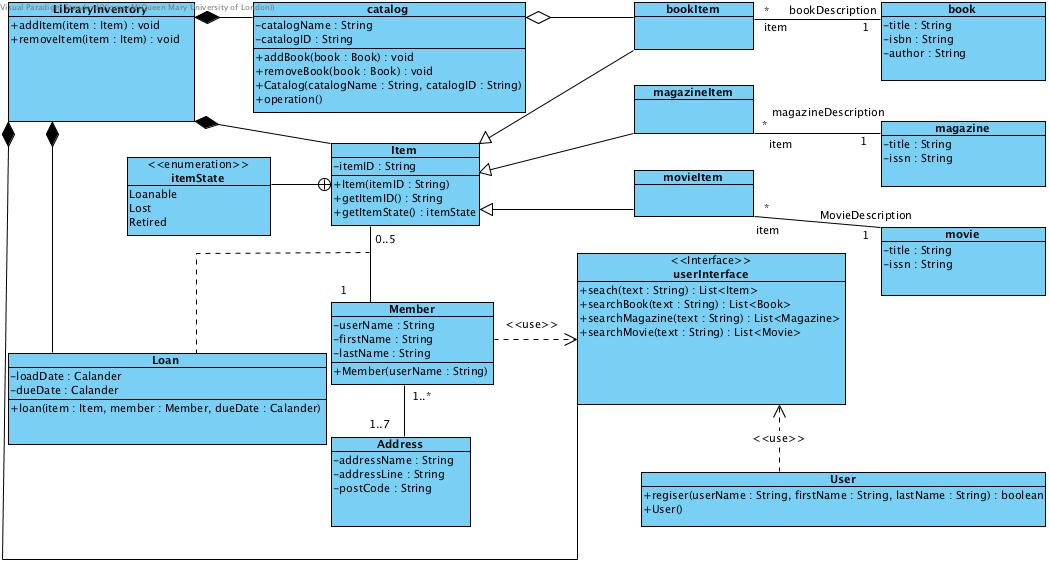 Visual Paradigm
Queen Mary University of London))
LibraryInventory
+addItem(item : Item) : void
+removeItem(item : Item) : void
catalog
-catalogName : String
-catalogID : String
+addBook(book : Book) : void
+removeBook(book : Book) : void
+Catalog(catalogName : String, catalogID : String)
+operation()
bookItem
*
item
bookDescription
1
book
-title : String
-isbn : String
-author : String
magazineItem
magazineDescription
*
item
1
magazine
-title : String
-issn : String
<<enumeration>>
itemState
Loanable
Lost
Retired
Item
-itemID : String
+Item(itemID : String)
+getItemID() : String
+getItemState() : itemState
movieItem
*
item
MovieDescription
1
movie
-title : String
-issn : String
0..5
1
<<Interface>>
userInterface
+seach(text : String) : List<Item>
+searchBook(text : String) : List<Book>
+searchMagazine(text : String) : List<Magazine>
+searchMovie(text : String) : List<Movie>
Member
-userName : String
-firstName : String
-lastName : String
+Member(userName : String)
<<use>>
Loan
-loadDate : Calander
-dueDate : Calander
+loan(item : Item, member : Member, dueDate : Calander)
1..*
1..7
Address
-addressName : String
-addressLine : String
-postCode : String
<<use>>
User
+regiser(userName : String, firstName : String, lastName : String) : boolean
+User()